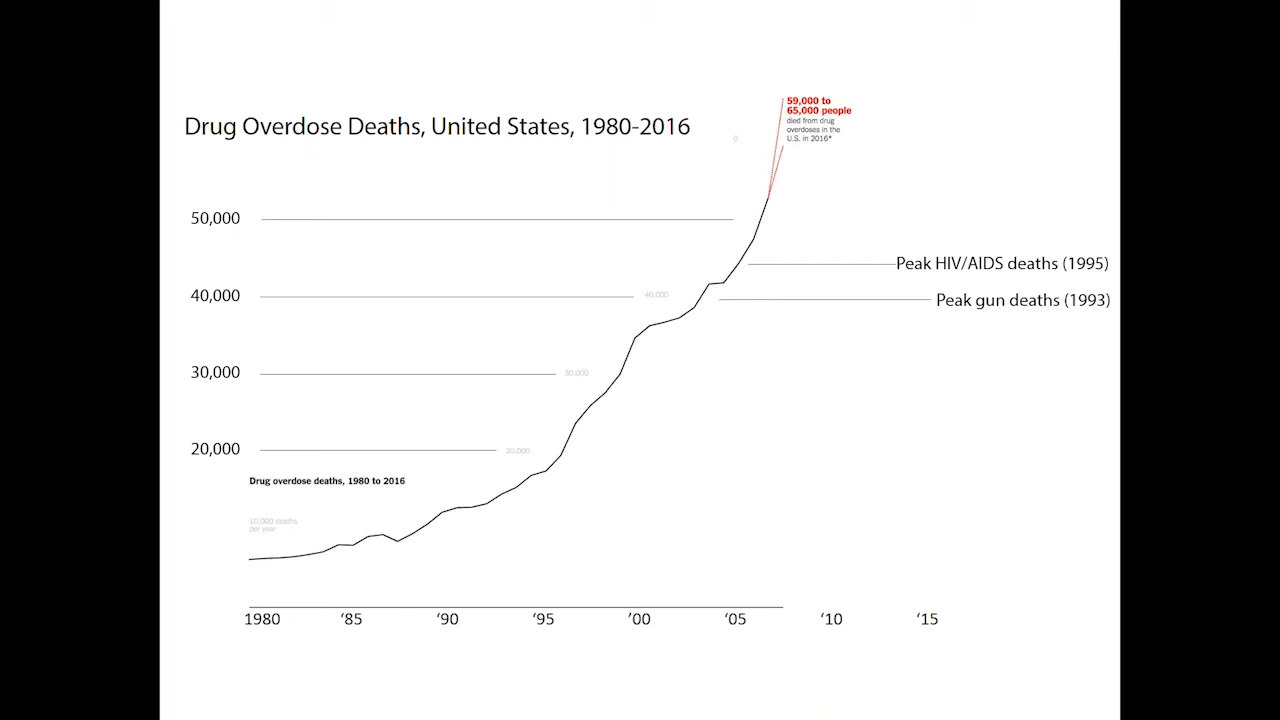 Drug Overdose Deaths, United States, 1980-2016
59,000 to
65,000 people
died from drug
overdoses in the
U.S. in 2016*
0
50,000
Peak HIV/AIDS deaths (1995)
40,000
40,000
Peak gun deaths (1993)
30,000
30,000
20,000
20,000
Drug overdose deaths, 1980 to 2016
10,000 deaths
per year
1980 ‘85 ‘90 ‘95 ’00 ‘05 ‘10 ‘15